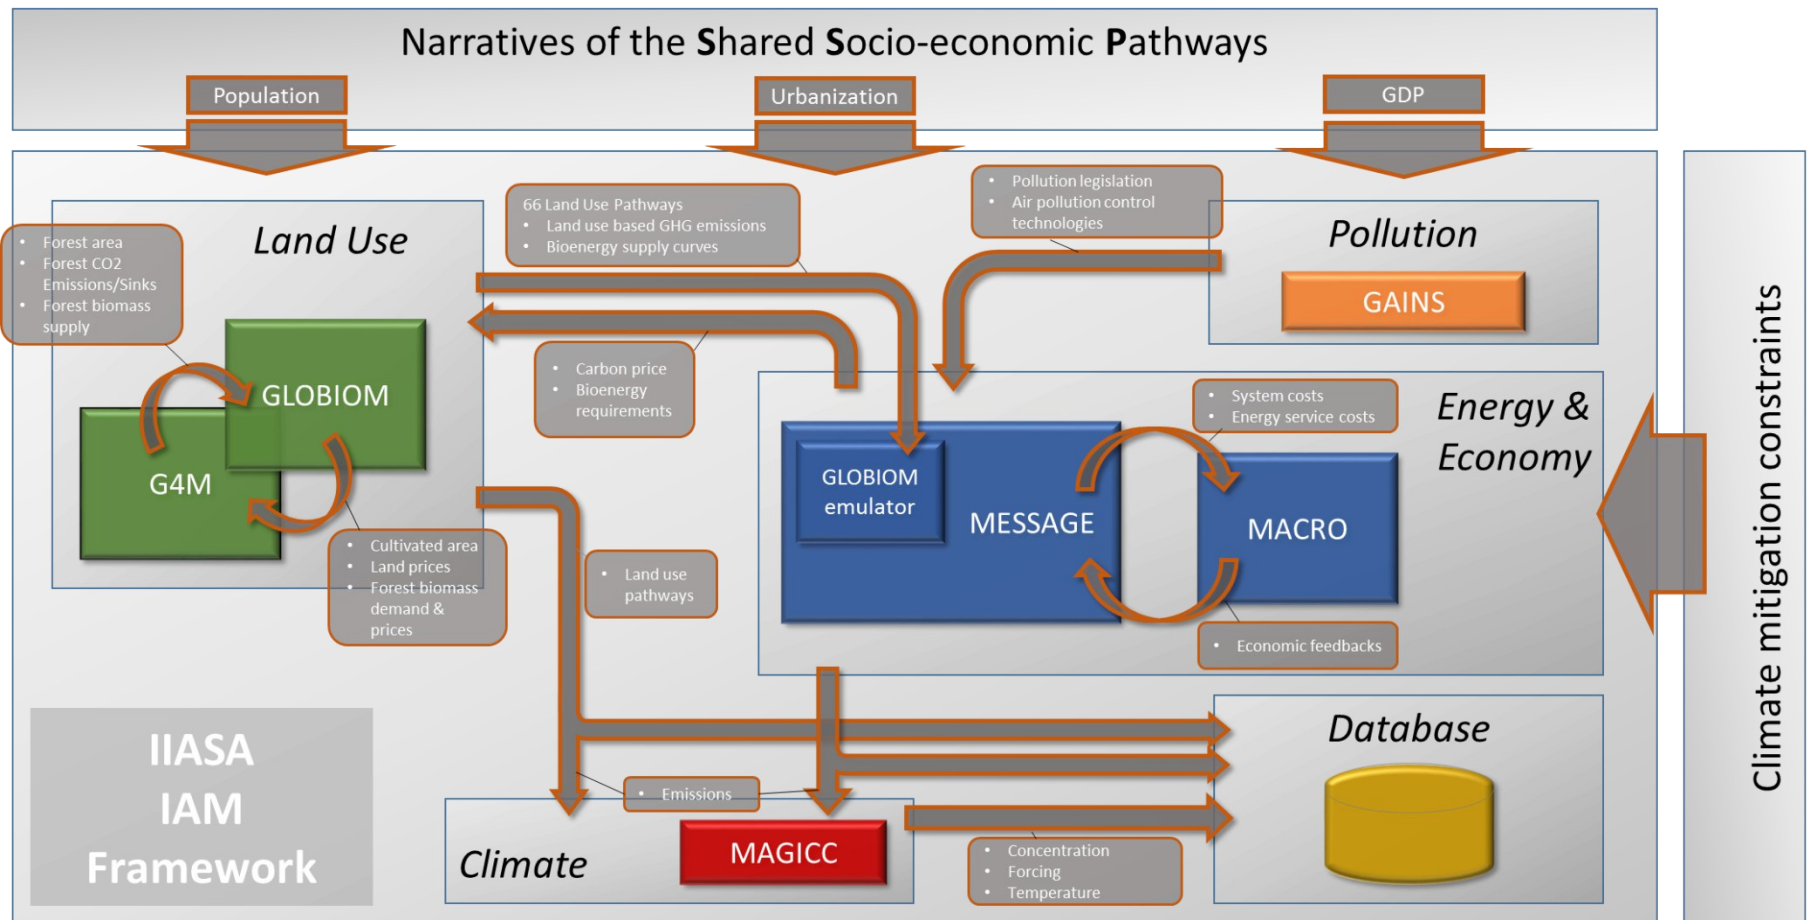 Narratives of the Shared Socio-economic Pathways
Population
Urbanization
GDP
Climate mitigation constraints
66 Land Use Pathways
• Land use based GHG emissions
• Bioenergy supply curves
• Pollution legislation
• Air pollution control
technologies
Land Use
• Forest area
• Forest CO2
Emissions/Sinks
• Forest biomass
supply
GLOBIOM
G4M
• Cultivated area
• Land prices
• Forest biomass
demand &
prices
• Carbon price
• Bioenergy
requirements
Pollution
GAINS
Energy &
Economy
• System costs
• Energy service costs
GLOBIOM
emulator
MESSAGE
MACRO
• Economic feedbacks
• Land use
pathways
• Emissions
Climate
MAGICC
• Concentration
• Forcing
• Temperature
Database
IIASA
IAM
Framework